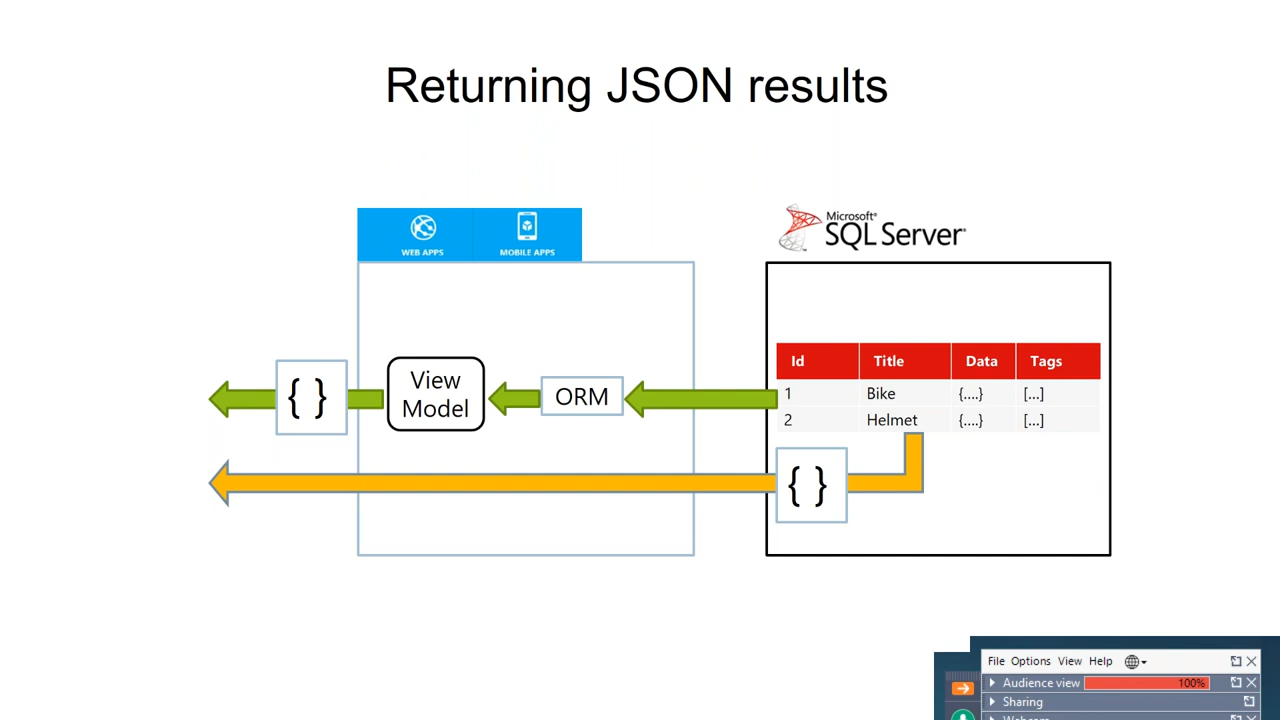 Returning JSON results
WEB APPS
MOBILE APPS
Microsoft®
SQL Server®
Id Title Data Tags
1 Bike {....} [...]
2 Helmet {....} [...]
{ }
View
Model
ORM
{ }
File Options View Help
Audience view 100%
Sharing
Webcam